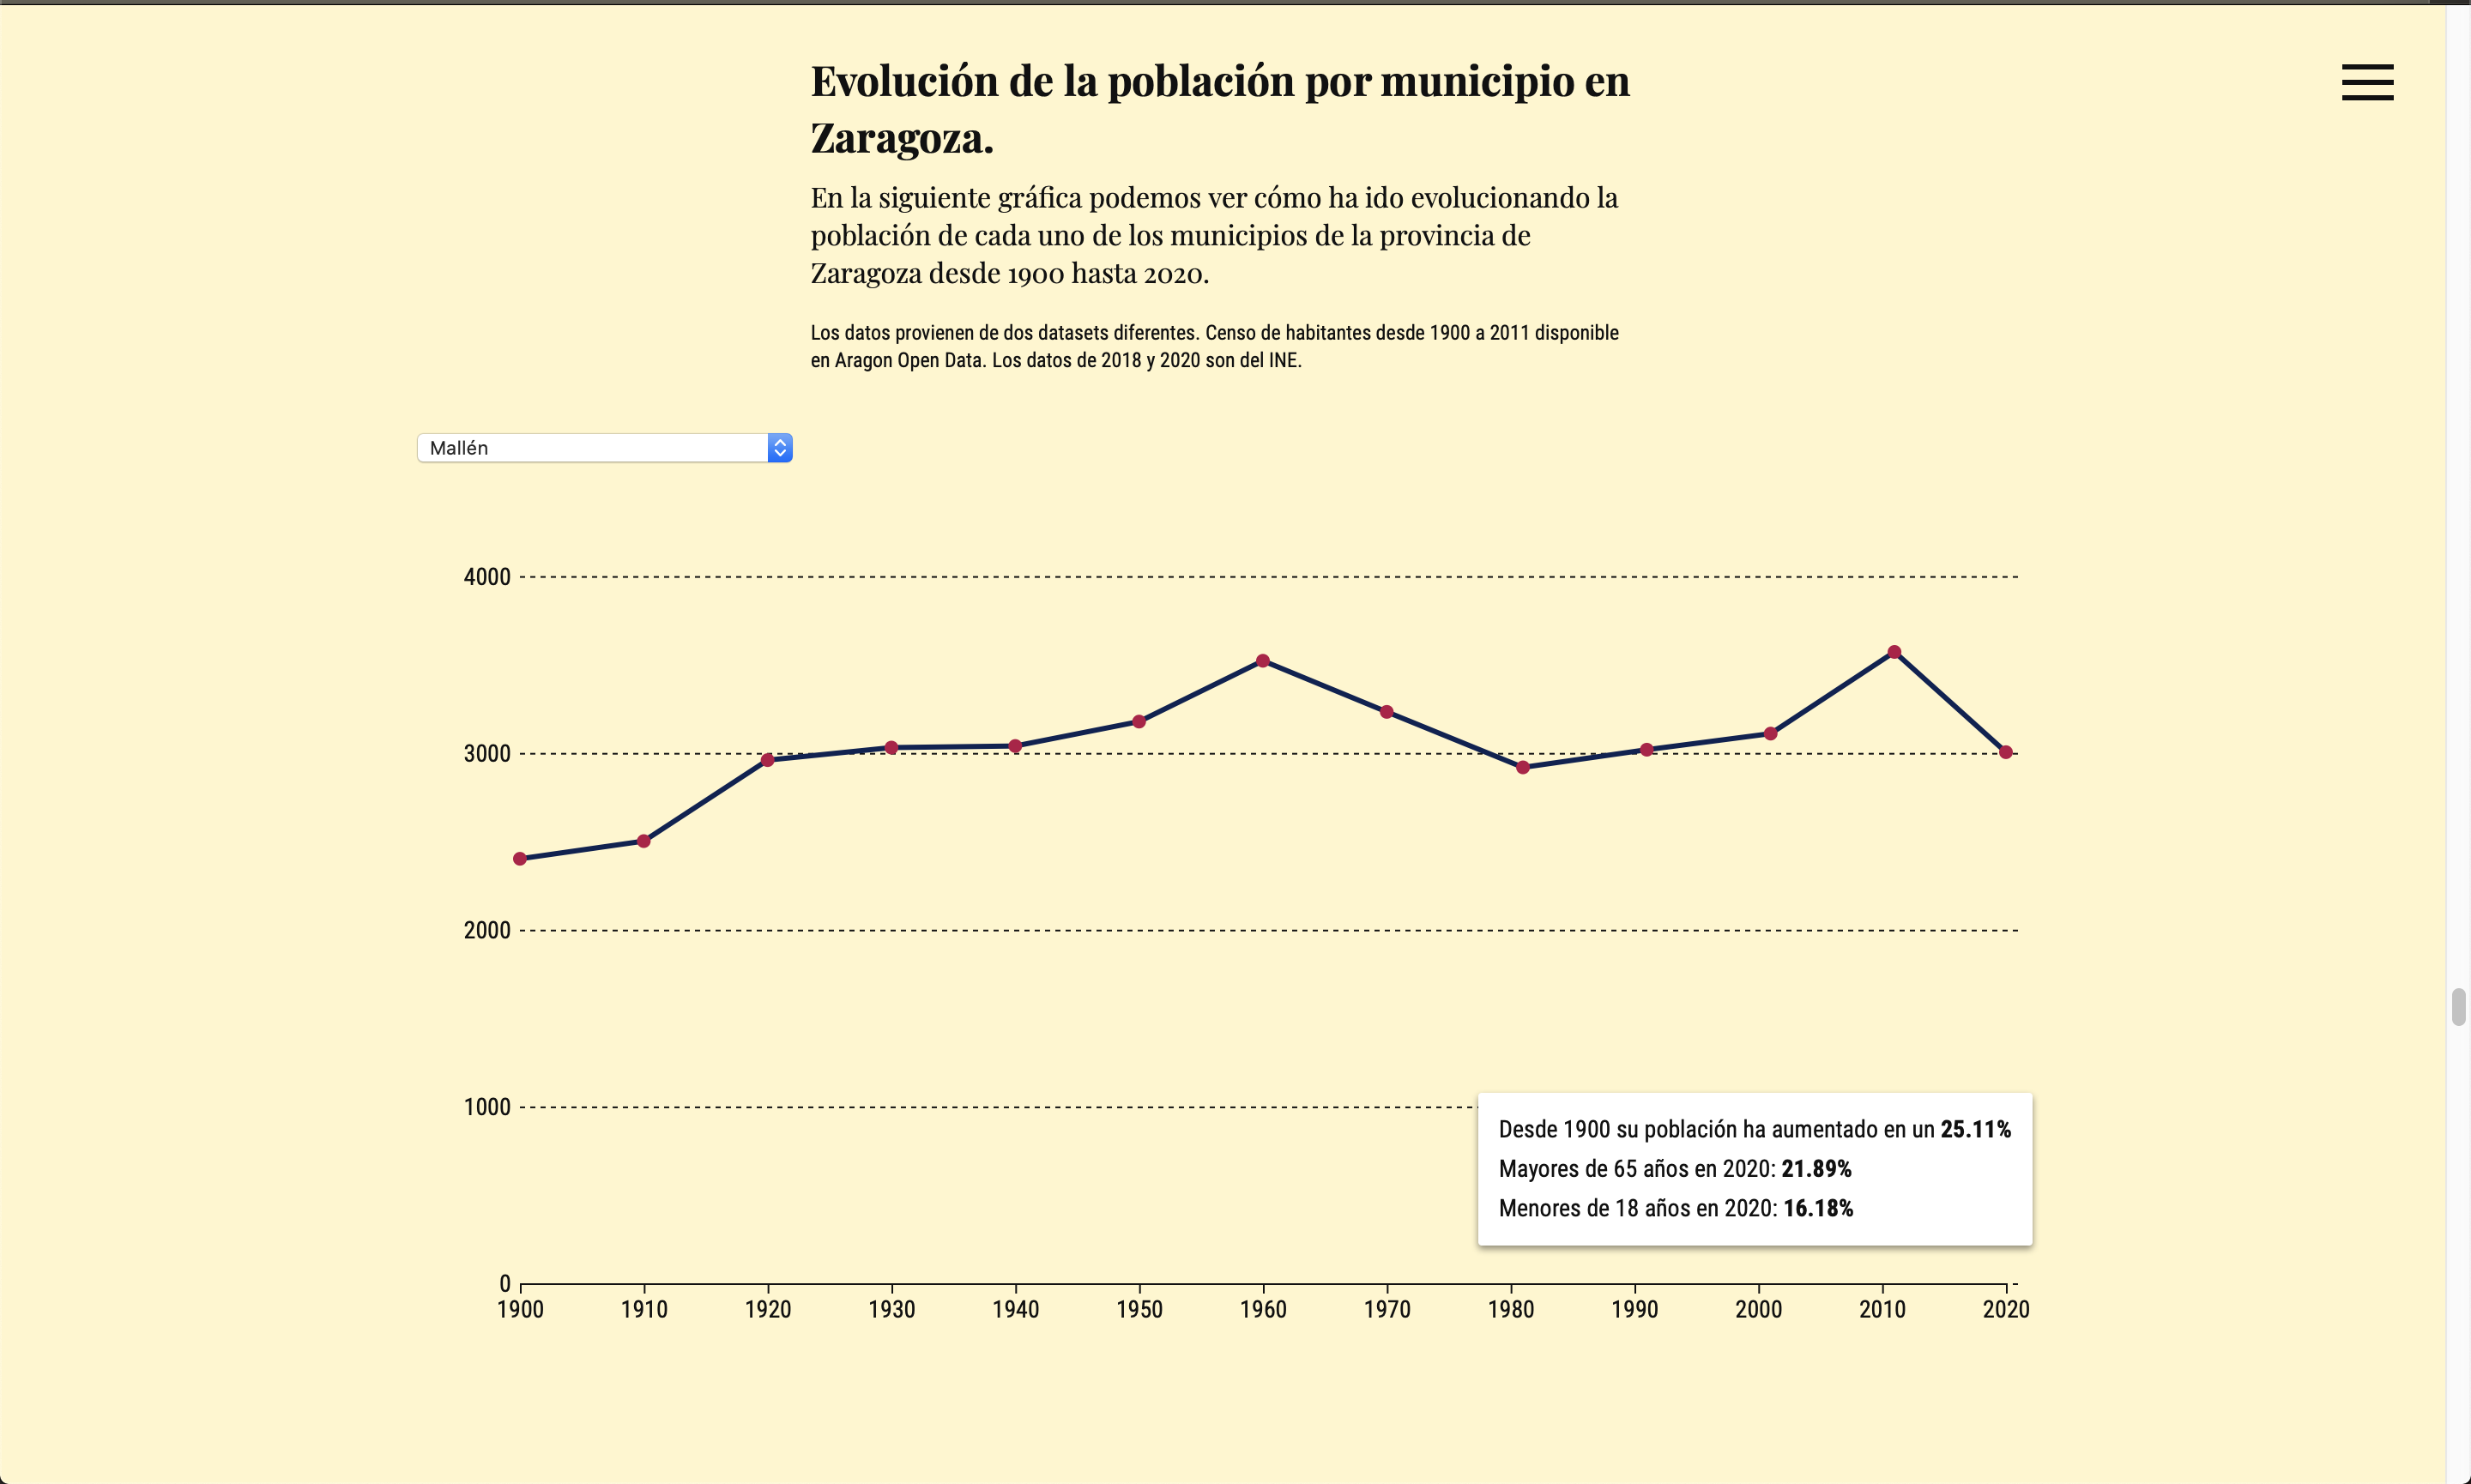 Evolución de la población por municipio en
Zaragoza.
En la siguiente gráfica podemos ver cómo ha ido evolucionando la
población de cada uno de los municipios de la provincia de
Zaragoza desde 1900 hasta 2020.
Los datos provienen de dos datasets diferentes. Censo de habitantes desde 1900 a 2011 disponible
en Aragon Open Data. Los datos de 2018 y 2020 son del INE.
Mallén
4000
3000
2000
1000
Desde 1900 su población ha aumentado en un 25.11%
Mayores de 65 años en 2020: 21.89%
Menores de 18 años en 2020: 16.18%
0
1900 1910 1920 1930 1940 1950 1960 1970 1980 1990 2000 2010 2020